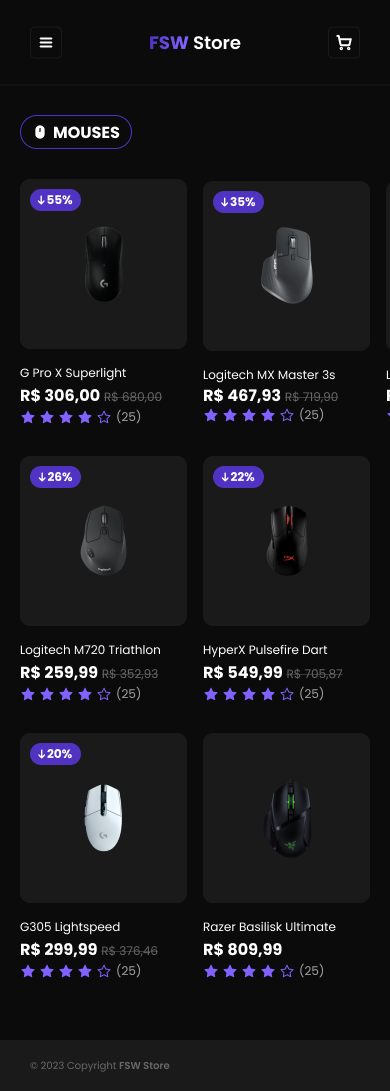 FSW Store
MOUSES
↓55%
↓35%
G Pro X Superlight
R$ 306,00 R$ 680,00
(25)
Logitech MX Master 3s
R$ 467,93 R$ 719,90
(25)
↓26%
↓22%
Logitech M720 Triathlon
R$ 259,99 R$ 352,93
(25)
HyperX Pulsefire Dart
R$ 549,99 R$ 705,87
(25)
↓20%
G305 Lightspeed
R$ 299,99 R$ 376,46
(25)
Razer Basilisk Ultimate
R$ 809,99
(25)
© 2023 Copyright FSW Store